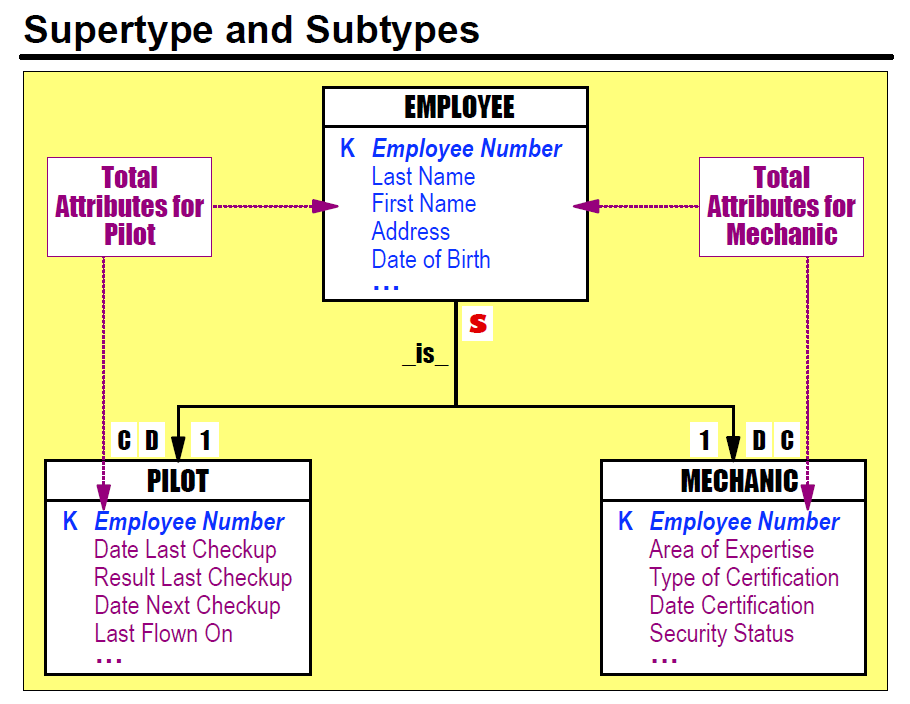 Supertype and Subtypes
EMPLOYEE
K Employee Number
Last Name
First Name
Address
Date of Birth
...
Total
Attributes for
Pilot
Total
Attributes for
Mechanic
S
_is_
C D 1
1 D C
PILOT
K Employee Number
Date Last Checkup
Result Last Checkup
Date Next Checkup
Last Flown On
...
MECHANIC
K Employee Number
Area of Expertise
Type of Certification
Date Certification
Security Status
...